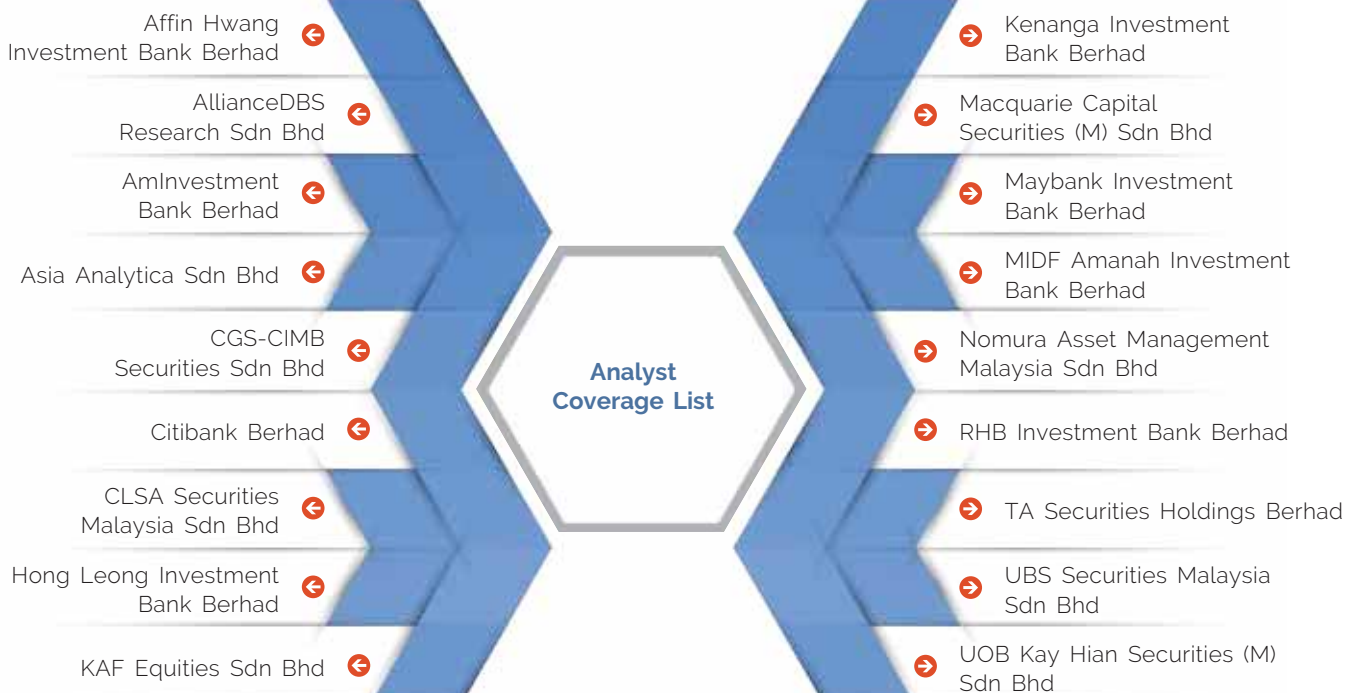 Affin Hwang
Investment Bank Berhad
AllianceDBS
Research Sdn Bhd
AmInvestment
Bank Berhad
Asia Analytica Sdn Bhd
CGS-CIMB
Securities Sdn Bhd
Citibank Berhad
CLSA Securities
Malaysia Sdn Bhd
Hong Leong Investment
Bank Berhad
KAF Equities Sdn Bhd
Analyst
Coverage List
Kenanga Investment
Bank Berhad
Macquarie Capital
Securities (M) Sdn Bhd
Maybank Investment
Bank Berhad
MIDF Amanah Investment
Bank Berhad
Nomura Asset Management
Malaysia Sdn Bhd
RHB Investment Bank Berhad
TA Securities Holdings Berhad
UBS Securities Malaysia
Sdn Bhd
UOB Kay Hian Securities (M)
Sdn Bhd